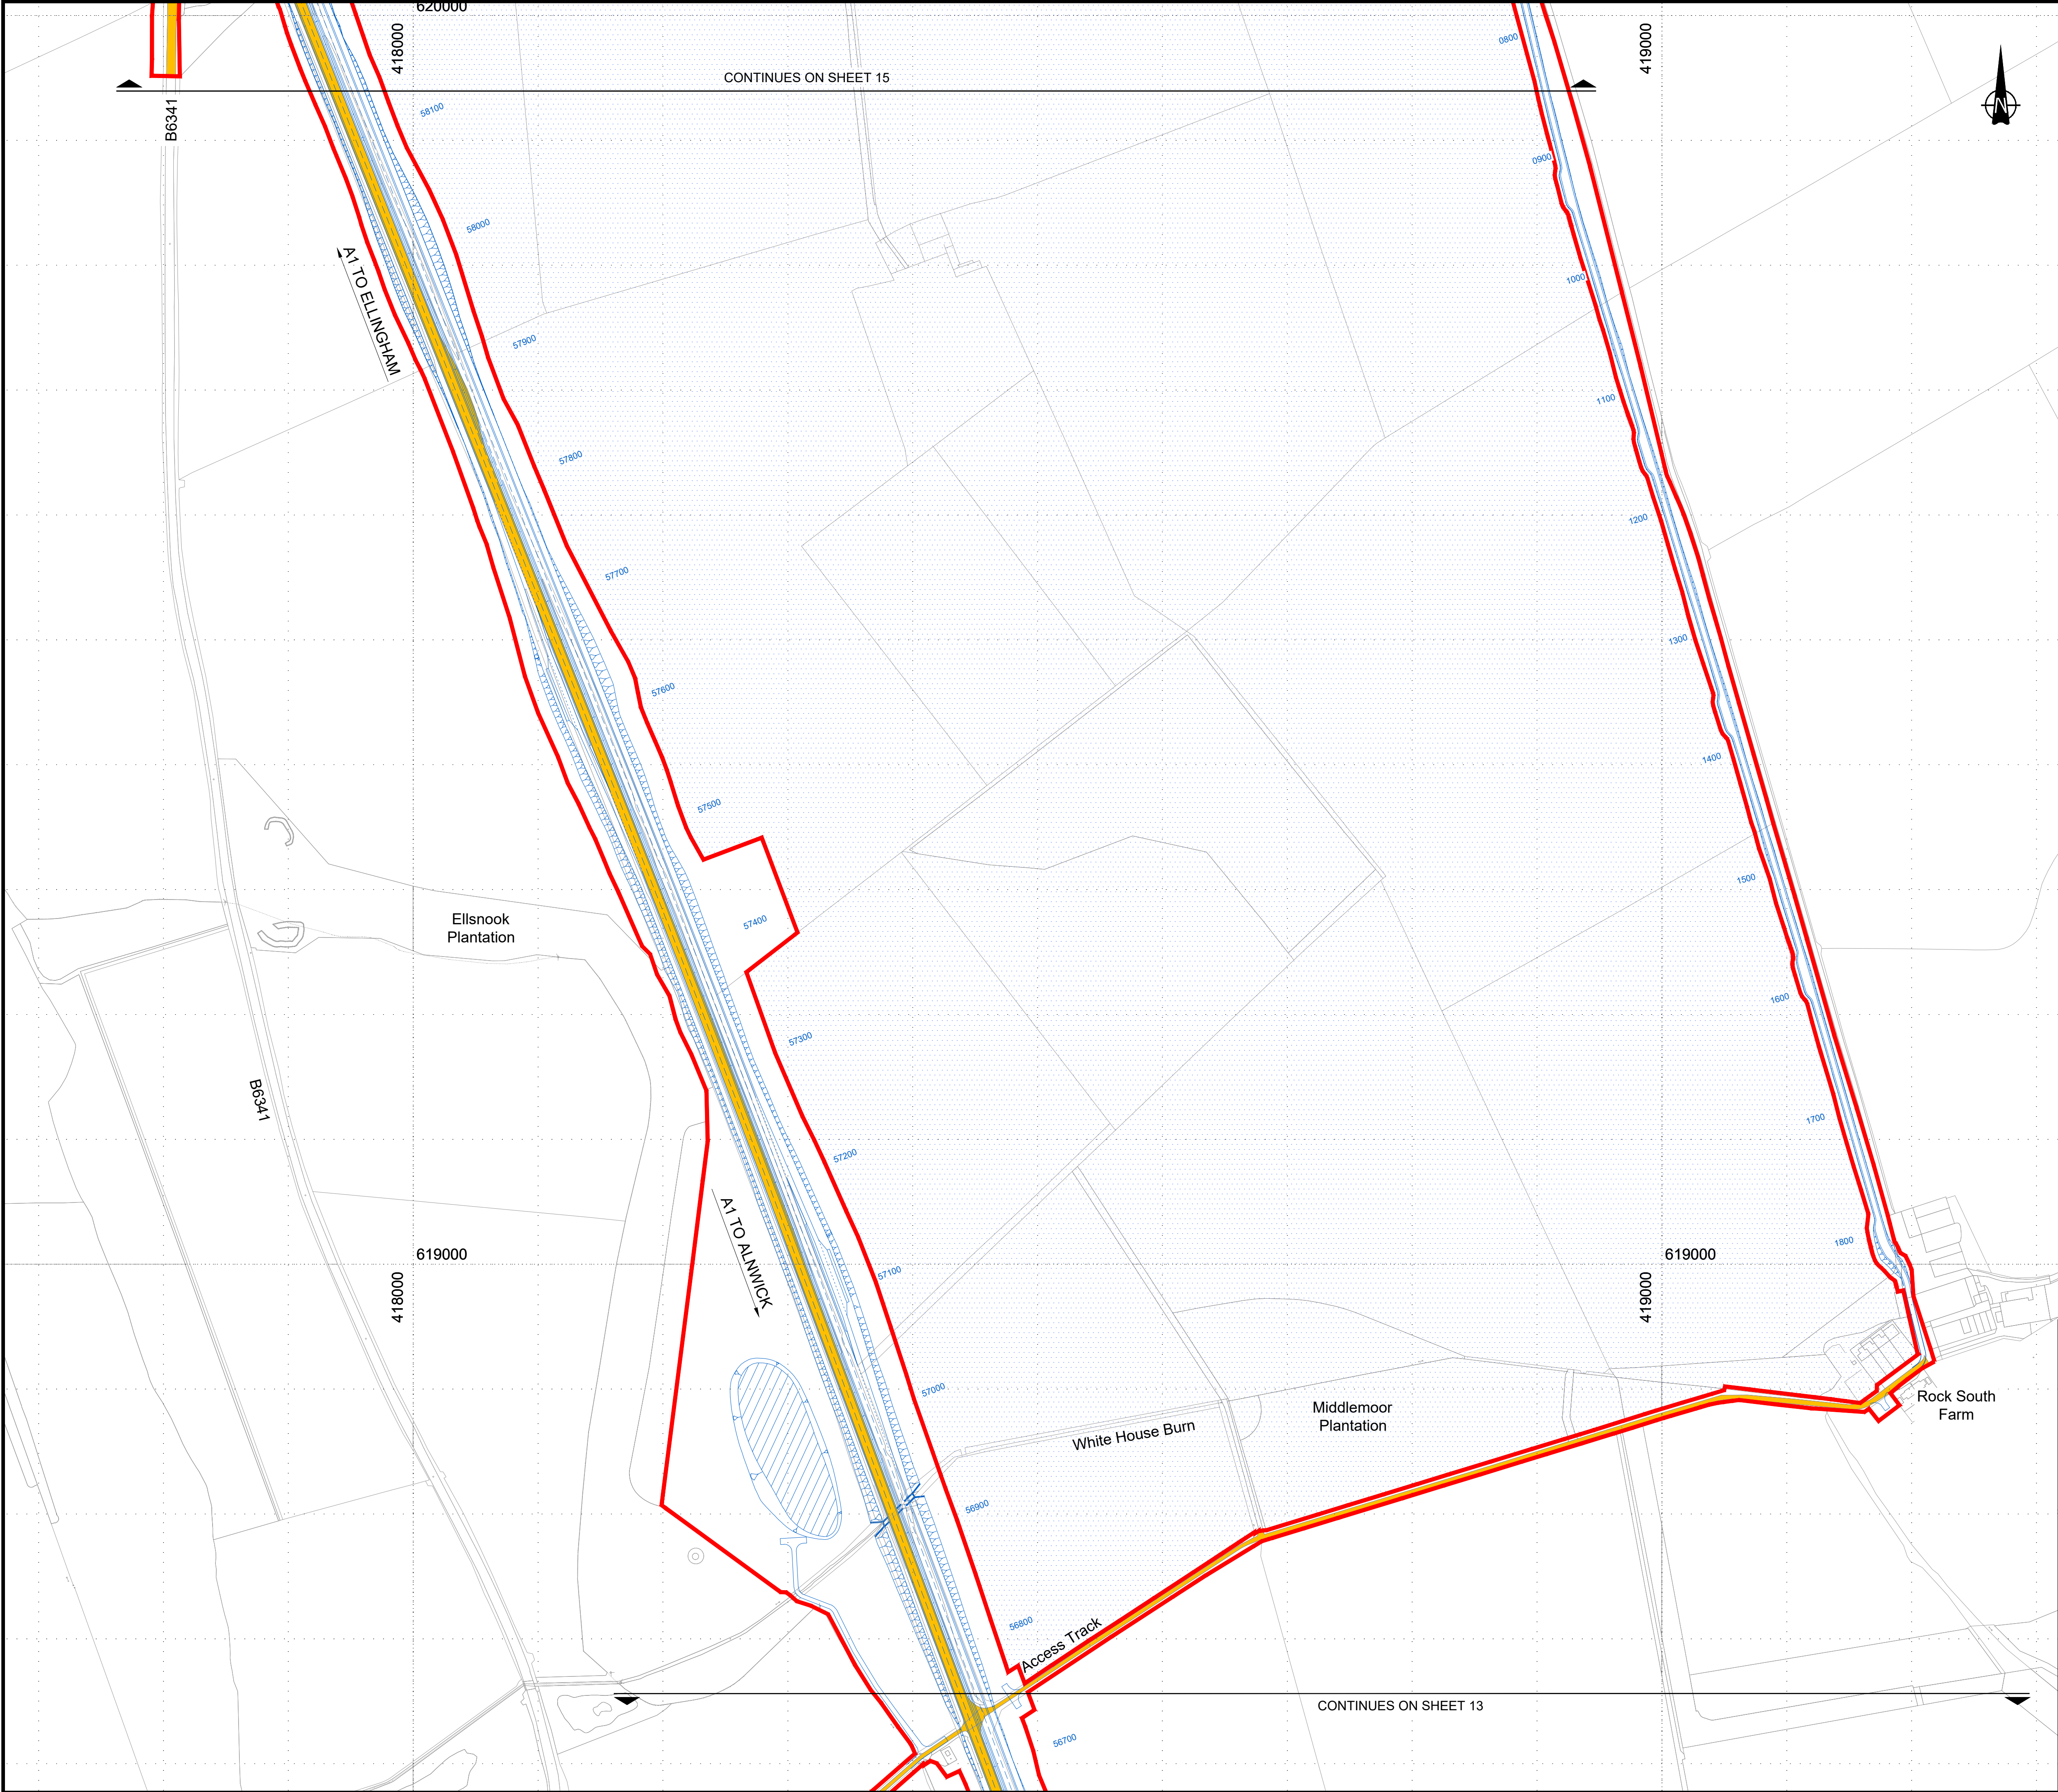 620000
418000
419000
0800
CONTINUES ON SHEET 15
N
B6341
58100
0900
58000
A1 TO ELLINGHAM
1000
57900
1100
57800
1200
57700
1300
57600
1400
57500
1500
Ellsnook
Plantation
57400
1600
57300
B6341
1700
57200
A1 TO ALNWICK
1800
619000
619000
418000
419000
57100
57000
Middlemoor
Plantation
Rock South
Farm
White House Burn
56900
56800
Access Track
CONTINUES ON SHEET 13
56700